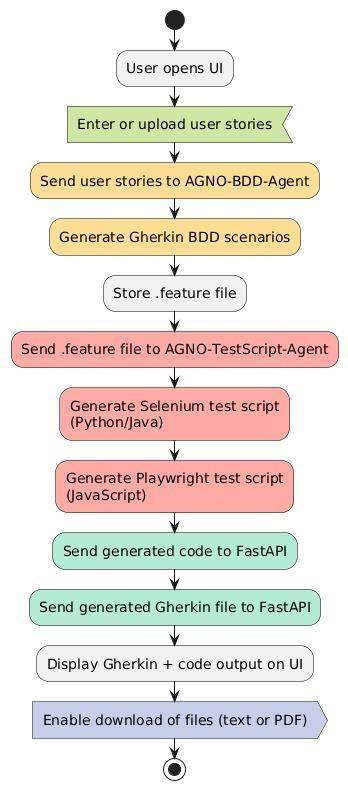 User opens UI
Enter or upload user stories
Send user stories to AGNO-BDD-Agent
Generate Gherkin BDD scenarios
Store .feature file
Send .feature file to AGNO-TestScript-Agent
Generate Selenium test script
(Python/Java)
Generate Playwright test script
(JavaScript)
Send generated code to FastAPI
Send generated Gherkin file to FastAPI
Display Gherkin + code output on UI
Enable download of files (text or PDF)